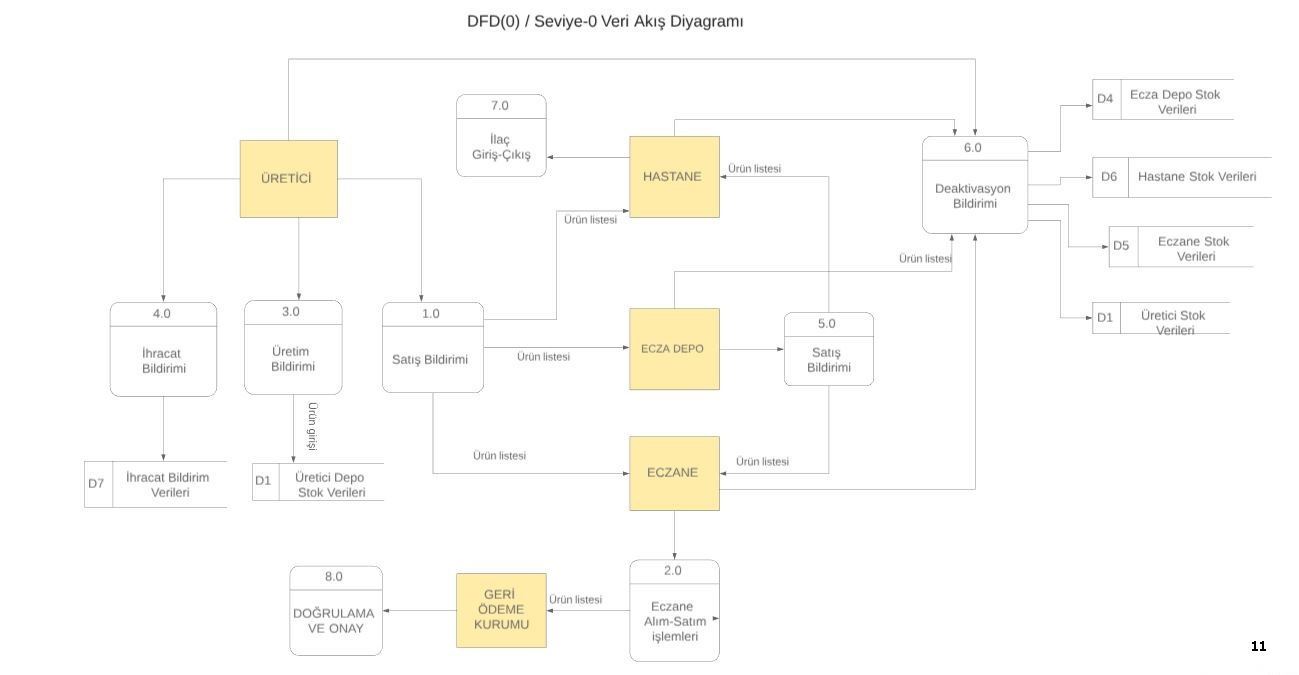 DFD(0) / Seviye-0 Veri Akış Diyagramı
7.0
İlaç
Giriş-Çıkış
D4
Ecza Depo Stok
Verileri
ÜRETİCİ
HASTANE
Ürün listesi
Ürün listesi
6.0
Deaktivasyon
Bildirimi
D6
Hastane Stok Verileri
D5
Eczane Stok
Verileri
Ürün listesi
D1
Üretici Stok
Verileri
4.0
İhracat
Bildirimi
3.0
Üretim
Bildirimi
1.0
Satış Bildirimi
Ürün listesi
ECZA DEPO
5.0
Satış
Bildirimi
Ürün girişi
D7
İhracat Bildirim
Verileri
D1
Üretici Depo
Stok Verileri
Ürün listesi
ECZANE
Ürün listesi
8.0
DOĞRULAMA
VE ONAY
GERİ
ÖDEME
KURUMU
Ürün listesi
2.0
Eczane
Alım-Satım
işlemleri
11